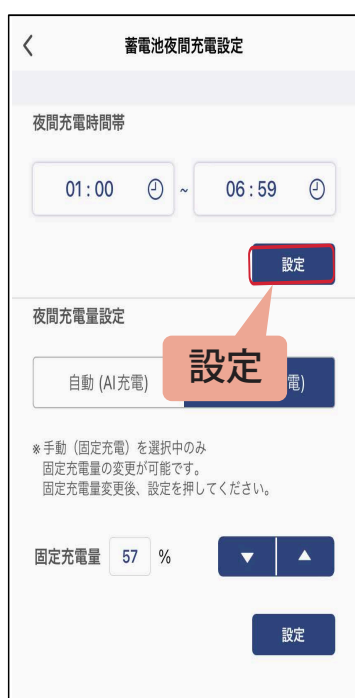 蓄電池夜間充電設定
夜間充電時間帯
01 : 00 ~ 06 : 59
設定
夜間充電量設定
自動 (AI充電) 電)
設定
※手動（固定充電）を選択中のみ
固定充電量の変更が可能です。
固定充電量変更後、設定を押してください。
固定充電量 57 % ▼ ▲
設定